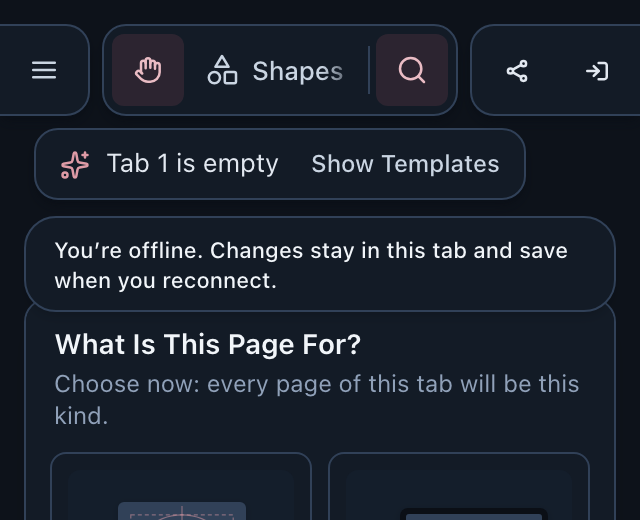 Shapes
Tab 1 is empty Show Templates
You’re offline. Changes stay in this tab and save
when you reconnect.
What Is This Page For?
Choose now: every page of this tab will be this
kind.